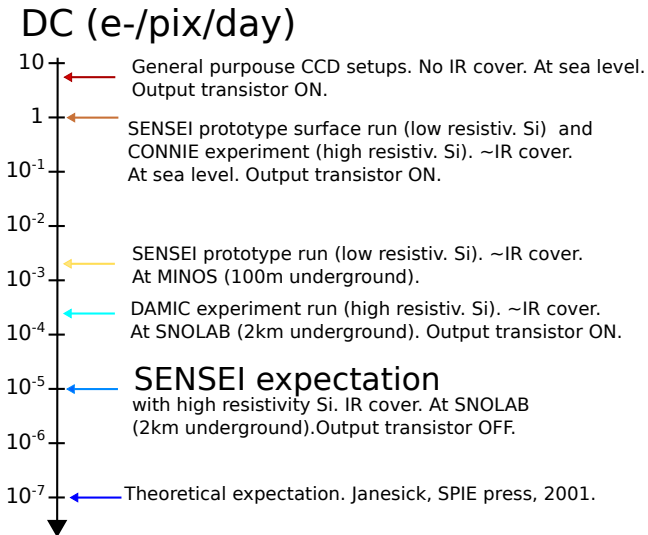 DC (e-/pix/day)
10
General purpouse CCD setups. No IR cover. At sea level.
Output transistor ON.
1
SENSEI prototype surface run (low resistiv. Si) and
CONNIE experiment (high resistiv. Si). ~IR cover.
At sea level. Output transistor ON.
10-1
10-2
SENSEI prototype run (low resistiv. Si). ~IR cover.
At MINOS (100m underground).
10-3
DAMIC experiment run (high resistiv. Si). ~IR cover.
At SNOLAB (2km underground). Output transistor ON.
10-4
SENSEI expectation
with high resistivity Si. IR cover. At SNOLAB
(2km underground).Output transistor OFF.
10-5
10-6
10-7
Theoretical expectation. Janesick, SPIE press, 2001.